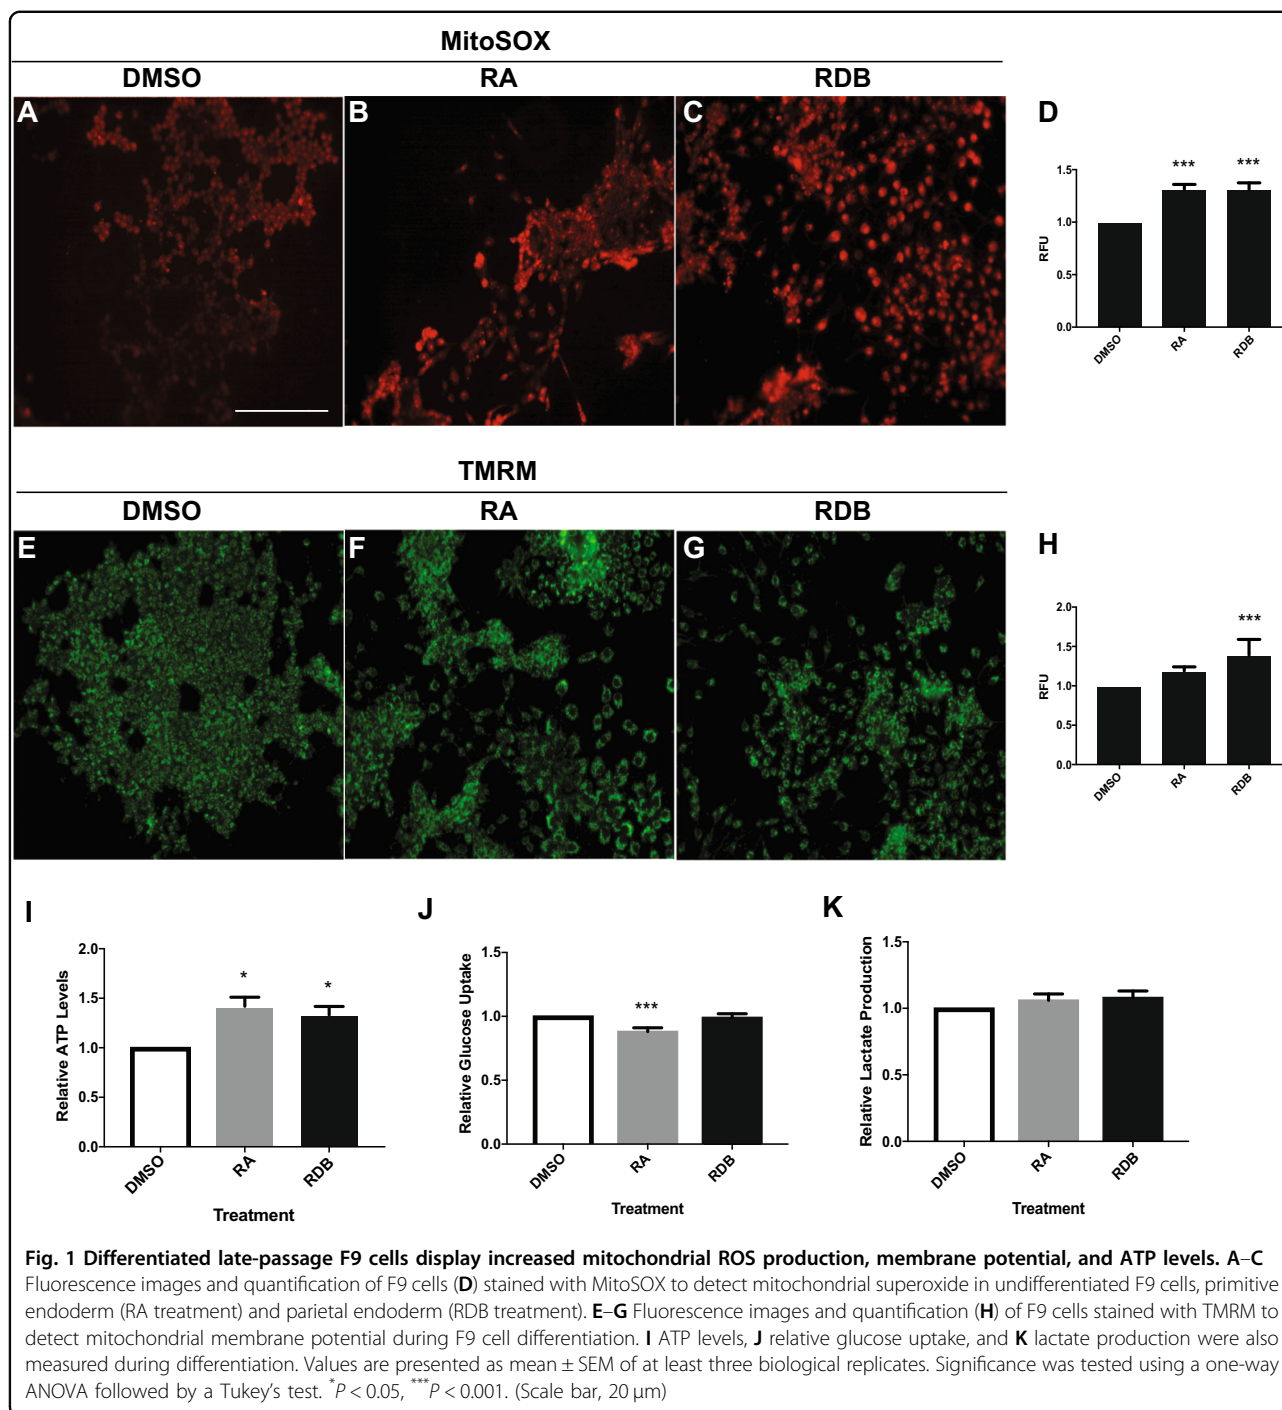 MitoSOX
DMSO RA RDB
A B C D
1.5
1.0
0.5
0.0
RFU
*** ***
DMSO RA RDB
TMRM
DMSO RA RDB
E F G H
2.0
1.5
1.0
0.5
0.0
RFU
***
DMSO RA RDB
I
2.0
1.5
1.0
0.5
0.0
Relative ATP Levels
* *
DMSO RA RDB
Treatment
J
1.5
1.0
0.5
0.0
Relative Glucose Uptake
***
DMSO RA RDB
Treatment
K
1.5
1.0
0.5
0.0
Relative Lactate Production
DMSO RA RDB
Treatment
Fig. 1 Differentiated late-passage F9 cells display increased mitochondrial ROS production, membrane potential, and ATP levels. A–C
Fluorescence images and quantification of F9 cells (D) stained with MitoSOX to detect mitochondrial superoxide in undifferentiated F9 cells, primitive
endoderm (RA treatment) and parietal endoderm (RDB treatment). E–G Fluorescence images and quantification (H) of F9 cells stained with TMRM to
detect mitochondrial membrane potential during F9 cell differentiation. I ATP levels, J relative glucose uptake, and K lactate production were also
measured during differentiation. Values are presented as mean ± SEM of at least three biological replicates. Significance was tested using a one-way
ANOVA followed by a Tukey's test. *P < 0.05, ***P < 0.001. (Scale bar, 20 µm)